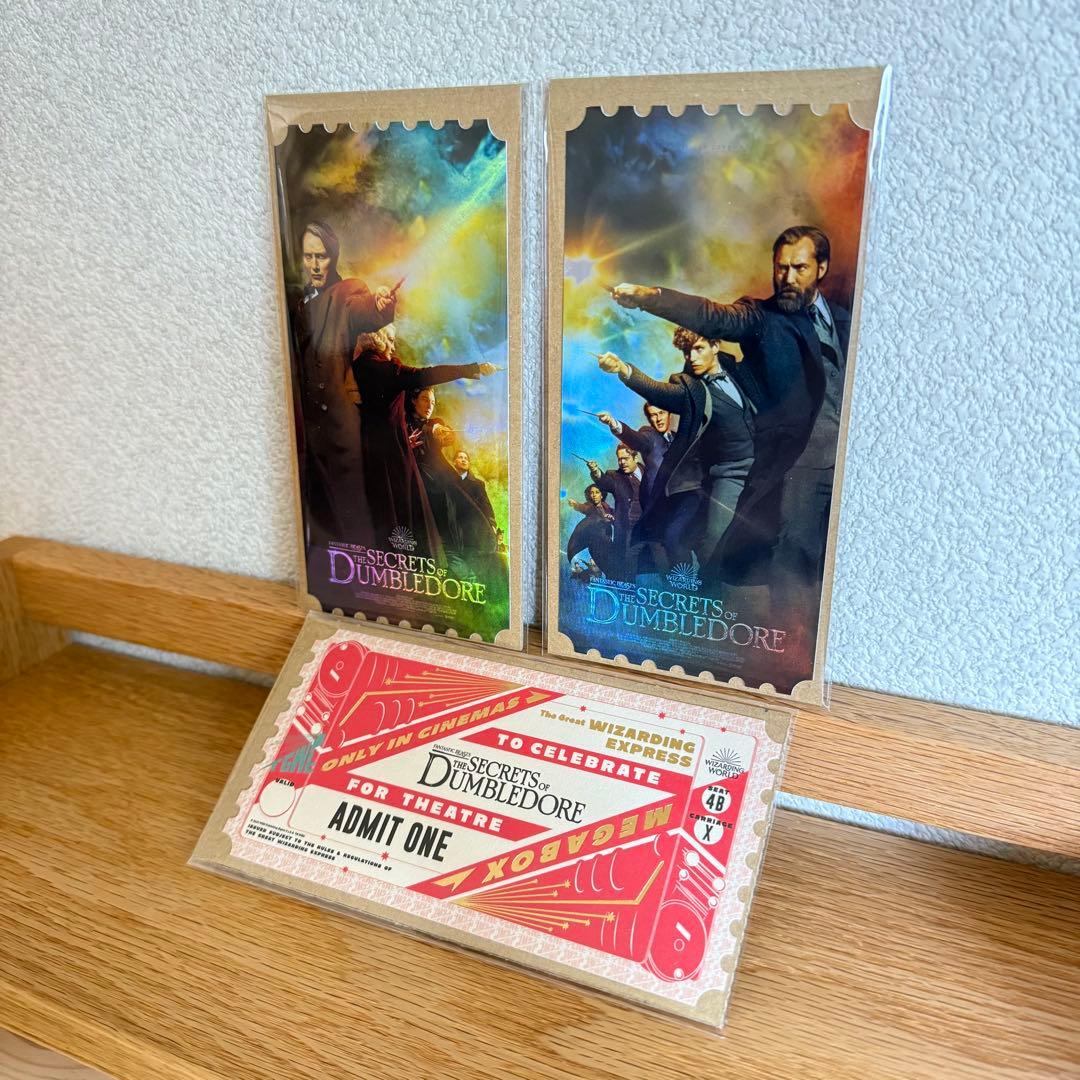 WIZARDING
WORLD
FANTASTIC BEASTS
THE SECRETS OF
DUMBLEDORE
WIZARDING
WORLD
FANTASTIC BEASTS
THE SECRETS OF
DUMBLEDORE
ONLY IN CINEMAS
The Great WIZARDING
EXPRESS
TO CELEBRATE
FANTASTIC BEASTS
THE SECRETS OF
DUMBLEDORE
FOR THEATRE
ADMIT ONE
MEGABOX
VALID
ISSUED SUBJECT TO THE RULES & REGULATIONS OF
THE GREAT WIZARDING EXPRESS
WIZARDING
WORLD
SEAT
4B
CARRIAGE
X